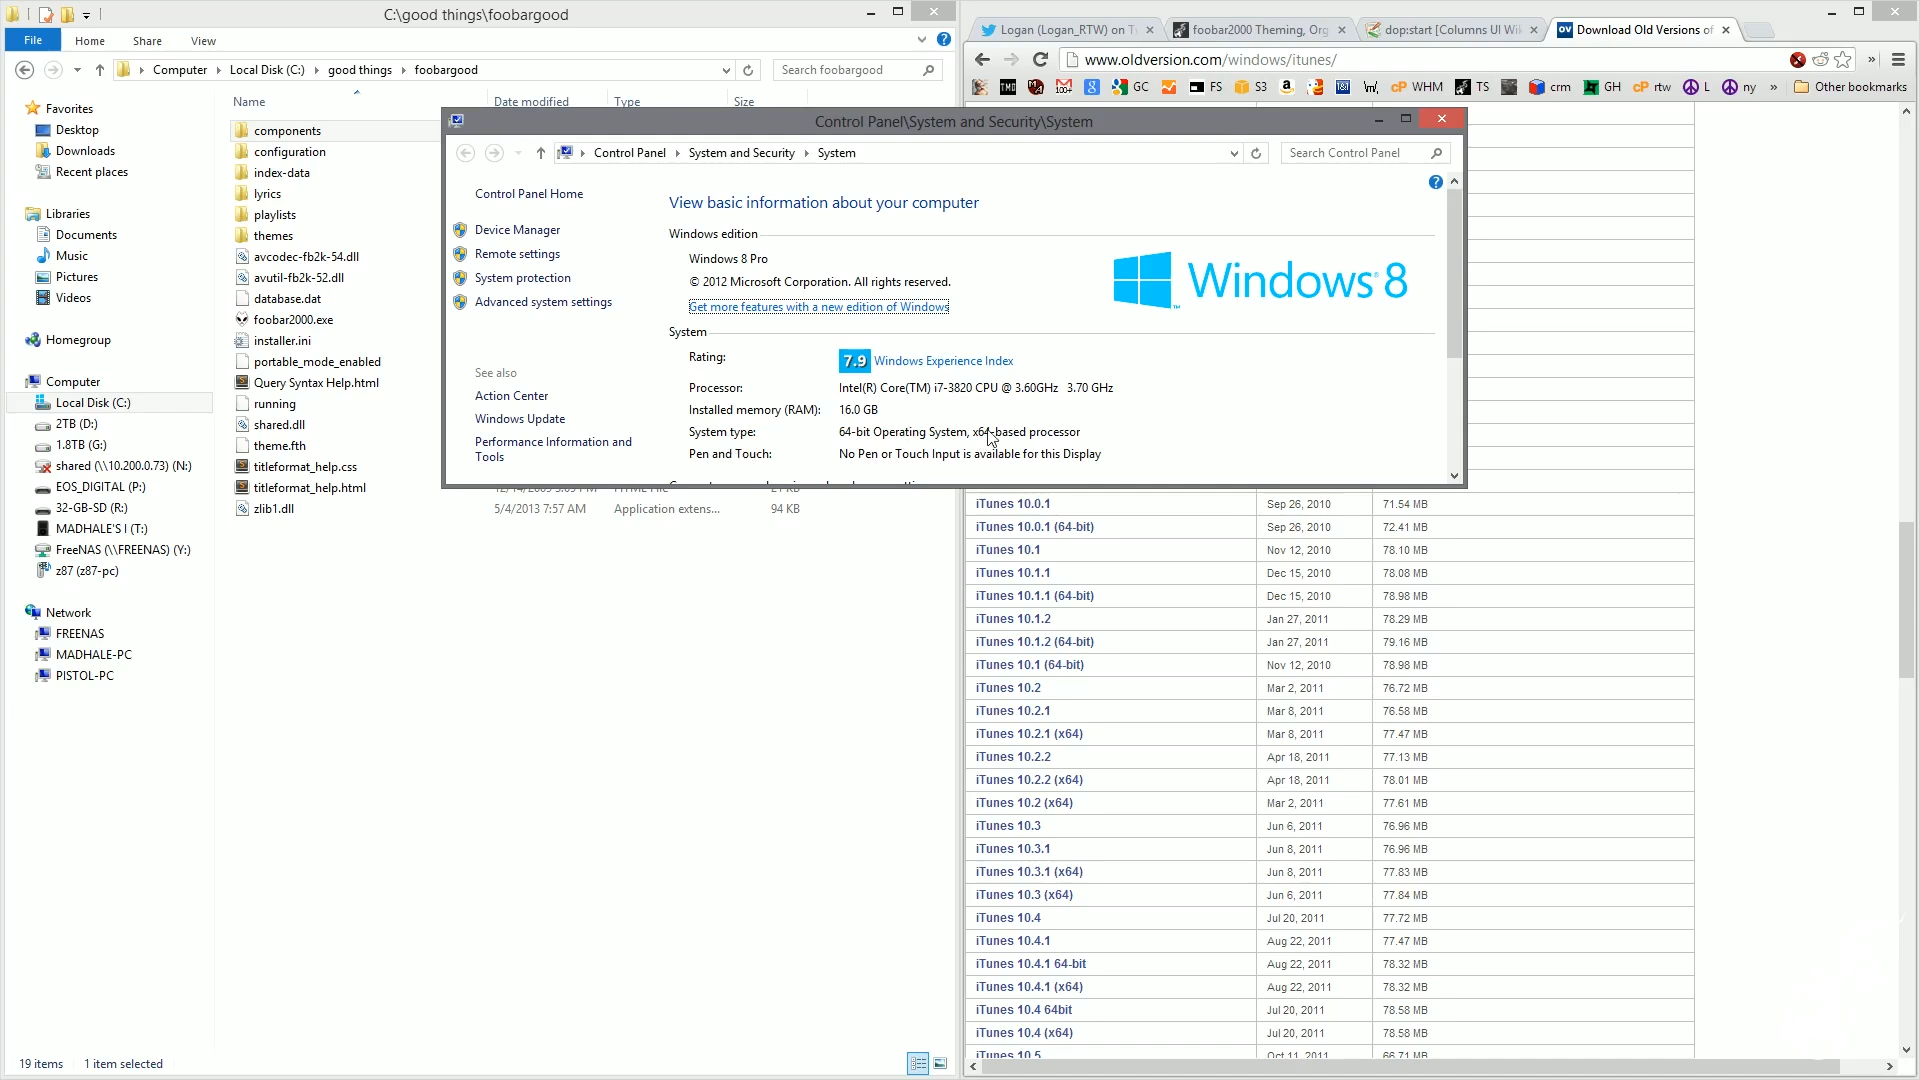 C:\good things\foobargood
File
Home
Share
View
Computer
Local Disk (C:)
good things
foobargood
Search foobargood
Favorites
Desktop
Downloads
Recent places
Libraries
Documents
Music
Pictures
Videos
Homegroup
Computer
Local Disk (C:)
2TB (D:)
1.8TB (G:)
shared (\\10.200.0.73) (N:)
EOS_DIGITAL (P:)
32-GB-SD (R:)
MADHALE'S I (T:)
FreeNAS (\\FREENAS) (Y:)
z87 (z87-pc)
Network
FREENAS
MADHALE-PC
PISTOL-PC
Name
Date modified
Type
Size
components
configuration
index-data
lyrics
playlists
themes
avcodec-fb2k-54.dll
avutil-fb2k-52.dll
database.dat
foobar2000.exe
installer.ini
portable_mode_enabled
Query Syntax Help.html
running
shared.dll
theme.fth
titleformat_help.css
titleformat_help.html
zlib1.dll
5/4/2013 7:57 AM
Application extens...
94 KB
19 items
1 item selected
Control Panel\System and Security\System
Control Panel
System and Security
System
Search Control Panel
Control Panel Home
Device Manager
Remote settings
System protection
Advanced system settings
See also
Action Center
Windows Update
Performance Information and
Tools
View basic information about your computer
Windows edition
Windows 8 Pro
© 2012 Microsoft Corporation. All rights reserved.
Get more features with a new edition of Windows
Windows 8
System
Rating:
7.9 Windows Experience Index
Processor:
Intel(R) Core(TM) i7-3820 CPU @ 3.60GHz 3.70 GHz
Installed memory (RAM):
16.0 GB
System type:
64-bit Operating System, x64-based processor
Pen and Touch:
No Pen or Touch Input is available for this Display
Logan (Logan_RTW) on Tw
foobar2000 Theming, Org
dop:start [Columns UI Wik
OV Download Old Versions of
www.oldversion.com/windows/itunes/
100+
GC
FS
S3
WHM
TS
crm
GH
cP rtw
L
ny
»
Other bookmarks
iTunes 10.0.1 Sep 26, 2010 71.54 MB
iTunes 10.0.1 (64-bit) Sep 26, 2010 72.41 MB
iTunes 10.1 Nov 12, 2010 78.10 MB
iTunes 10.1.1 Dec 15, 2010 78.08 MB
iTunes 10.1.1 (64-bit) Dec 15, 2010 78.98 MB
iTunes 10.1.2 Jan 27, 2011 78.29 MB
iTunes 10.1.2 (64-bit) Jan 27, 2011 79.16 MB
iTunes 10.1 (64-bit) Nov 12, 2010 78.98 MB
iTunes 10.2 Mar 2, 2011 76.72 MB
iTunes 10.2.1 Mar 8, 2011 76.58 MB
iTunes 10.2.1 (x64) Mar 8, 2011 77.47 MB
iTunes 10.2.2 Apr 18, 2011 77.13 MB
iTunes 10.2.2 (x64) Apr 18, 2011 78.01 MB
iTunes 10.2 (x64) Mar 2, 2011 77.61 MB
iTunes 10.3 Jun 6, 2011 76.96 MB
iTunes 10.3.1 Jun 8, 2011 76.96 MB
iTunes 10.3.1 (x64) Jun 8, 2011 77.83 MB
iTunes 10.3 (x64) Jun 6, 2011 77.84 MB
iTunes 10.4 Jul 20, 2011 77.72 MB
iTunes 10.4.1 Aug 22, 2011 77.47 MB
iTunes 10.4.1 64-bit Aug 22, 2011 78.32 MB
iTunes 10.4.1 (x64) Aug 22, 2011 78.32 MB
iTunes 10.4 64bit Jul 20, 2011 78.58 MB
iTunes 10.4 (x64) Jul 20, 2011 78.58 MB
iTunes 10.5 Oct 11, 2011 66.71 MB